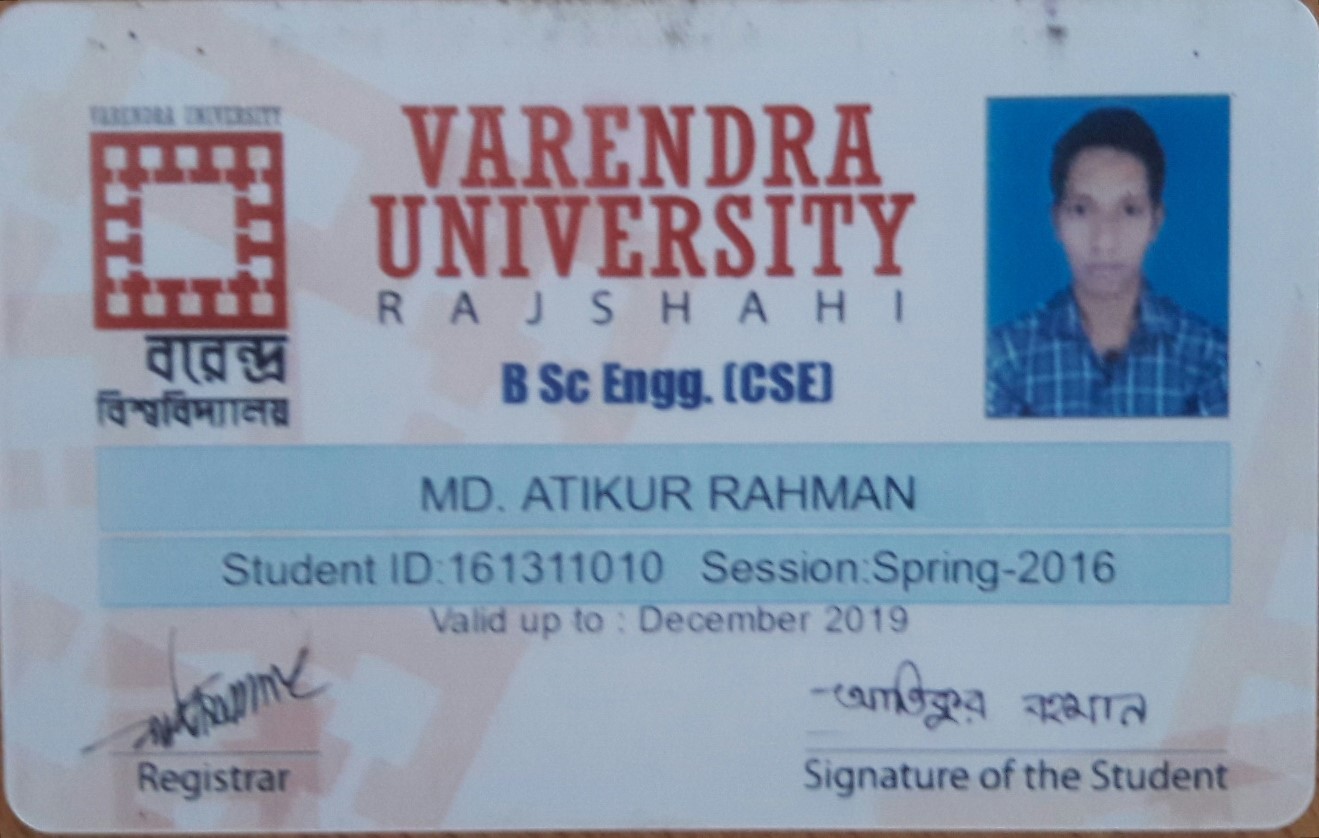 VARENDRA UNIVERSITY
বরেন্দ্র
বিশ্ববিদ্যালয়
VARENDRA
UNIVERSITY
RAJSHAHI
B Sc Engg. (CSE)
MD. ATIKUR RAHMAN
Student ID:161311010 Session:Spring-2016
Valid up to : December 2019
Registrar
আতিকুর রহমান
Signature of the Student